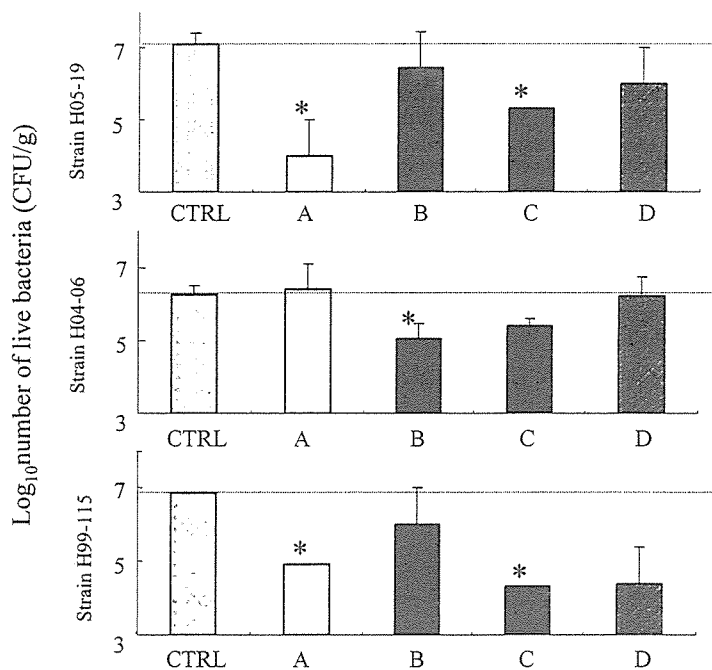 Log10number of live bacteria (CFU/g)
Strain H05-19
7
5
3
*
*
CTRL A B C D
Strain H04-06
7
5
3
*
CTRL A B C D
Strain H99-115
7
5
3
*
*
CTRL A B C D